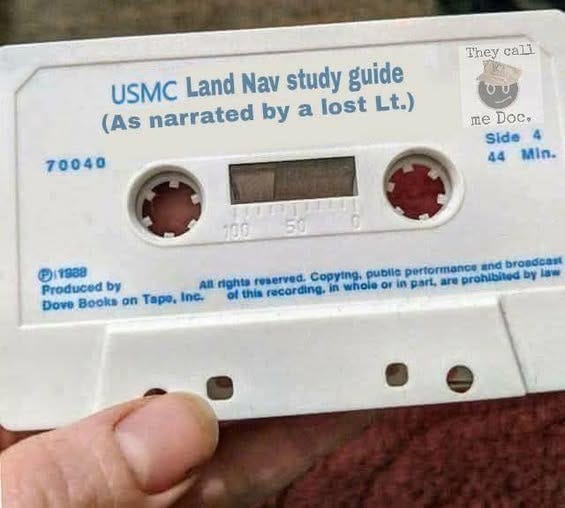 They call
me Doc.
USMC Land Nav study guide
(As narrated by a lost Lt.)
Side 4
44 Min.
70040
100 50 0
Ⓟ1988
Produced by
Dove Books on Tape, Inc.
All rights reserved. Copying, public performance and broadcast
of this recording, in whole or in part, are prohibited by law